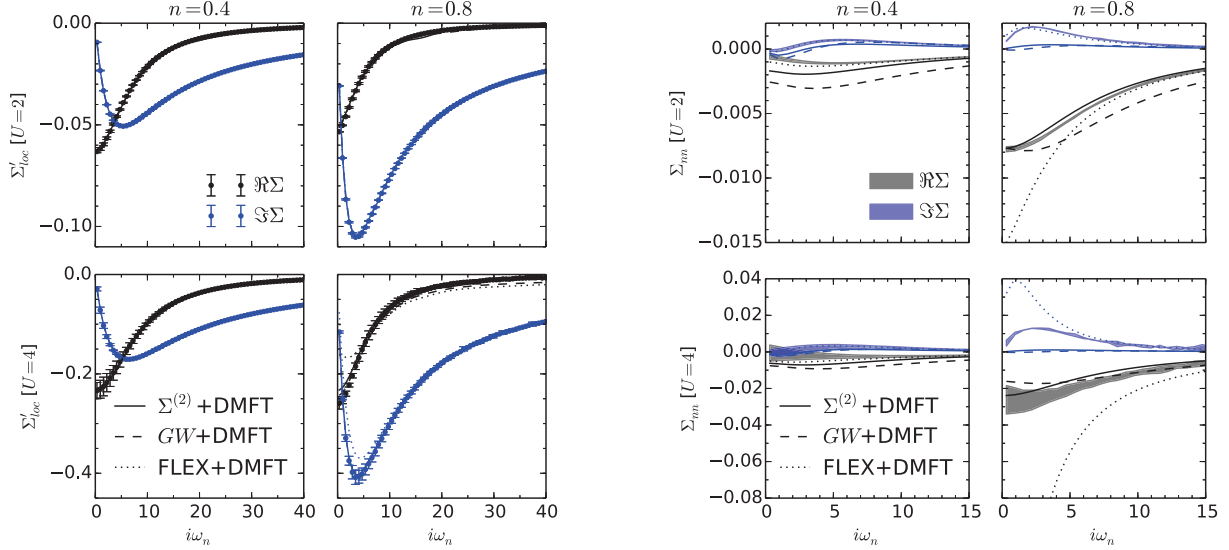 n=0.4
n=0.8
0.00
−0.05
−0.10
Σ′loc [U=2]
ℜΣ
ℑΣ
0.0
−0.2
−0.4
Σ′loc [U=4]
Σ(2)+DMFT
GW+DMFT
FLEX+DMFT
0 10 20 30 40
0 10 20 30 40
iωn
iωn
n=0.4
n=0.8
0.000
−0.005
−0.010
−0.015
Σnn [U=2]
ℜΣ
ℑΣ
0.04
0.02
0.00
−0.02
−0.04
−0.06
−0.08
Σnn [U=4]
Σ(2)+DMFT
GW+DMFT
FLEX+DMFT
0 5 10 15
0 5 10 15
iωn
iωn